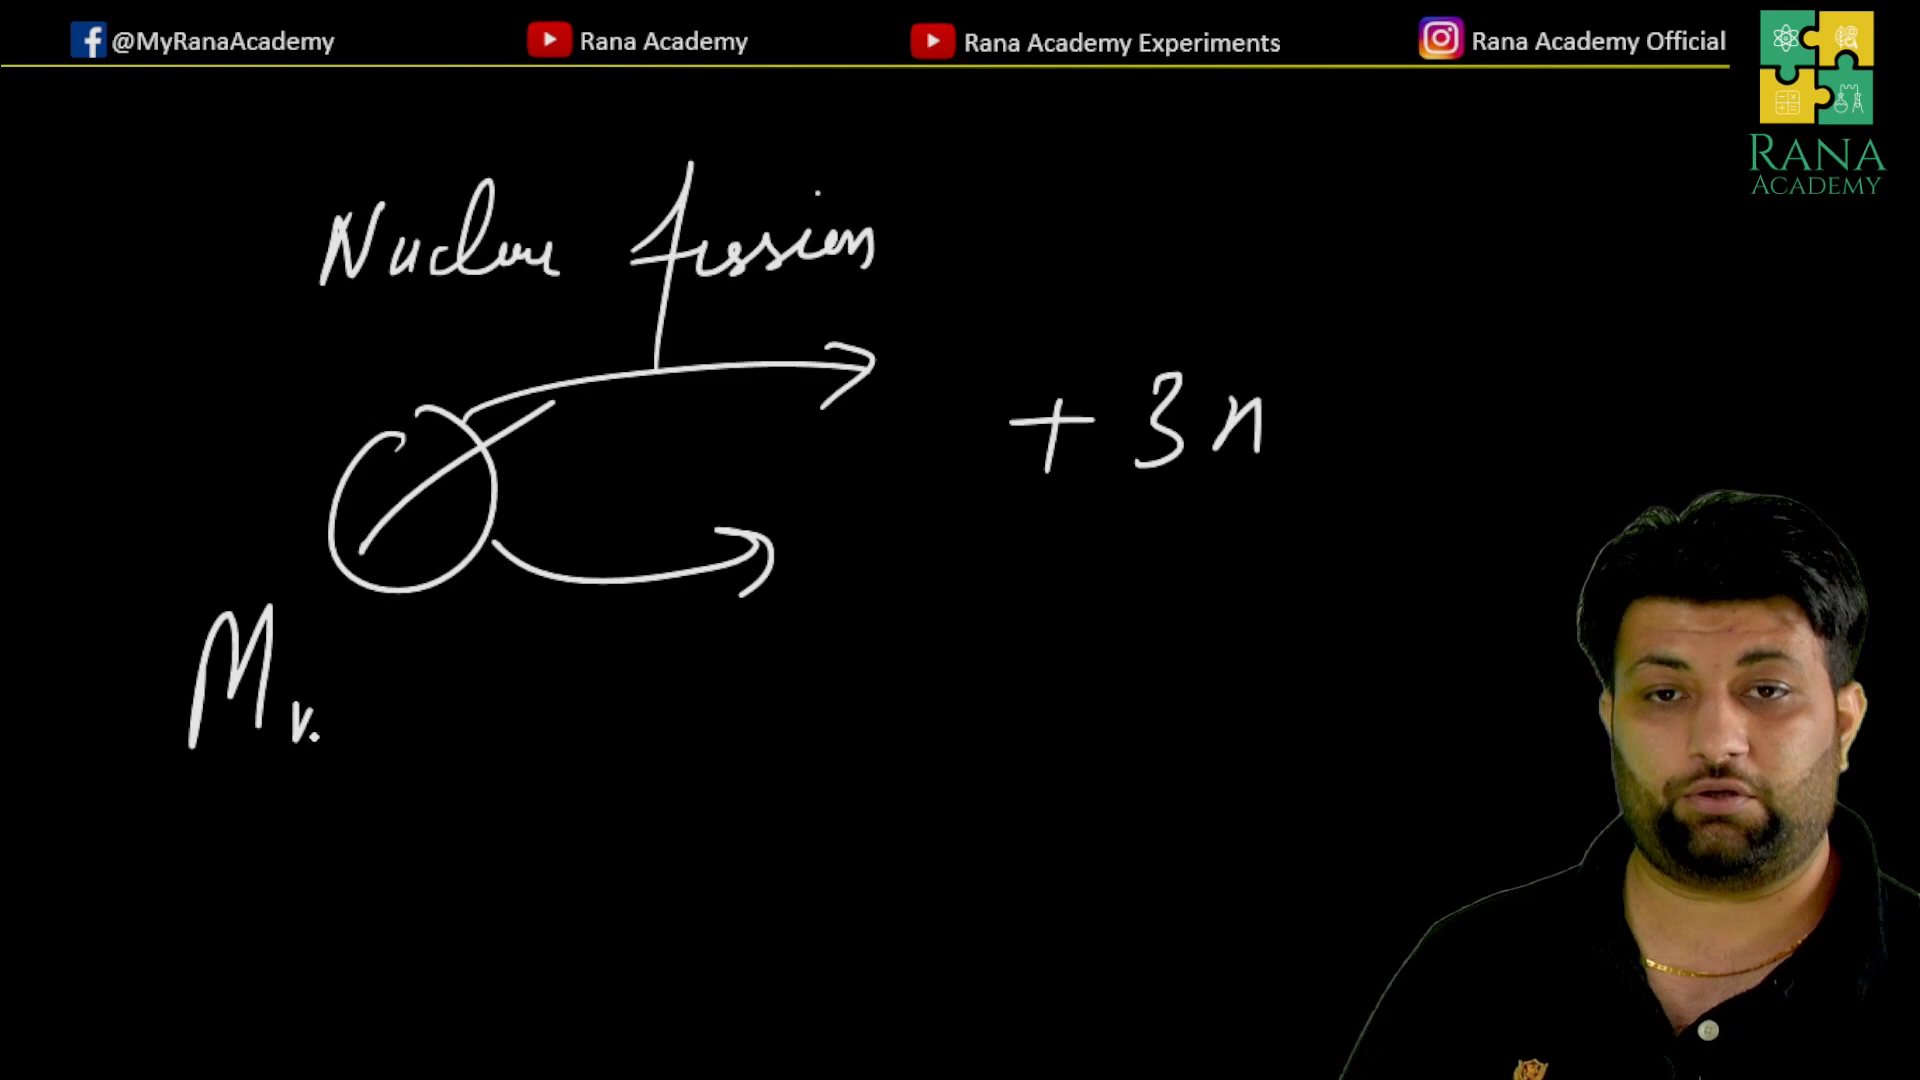 @MyRanaAcademy
Rana Academy
Rana Academy Experiments
Rana Academy Official
RANA
ACADEMY
Nuclear fission
+ 3 n
M v.